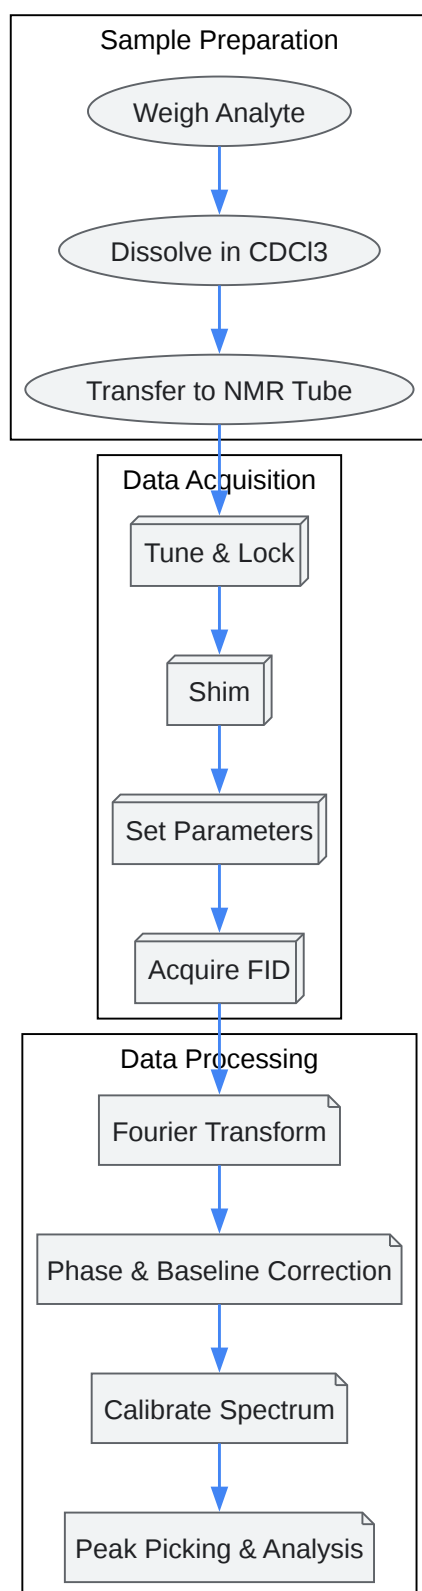 Sample Preparation
Weigh Analyte
Dissolve in CDCl3
Transfer to NMR Tube
Data Acquisition
Tune & Lock
Shim
Set Parameters
Acquire FID
Data Processing
Fourier Transform
Phase & Baseline Correction
Calibrate Spectrum
Peak Picking & Analysis